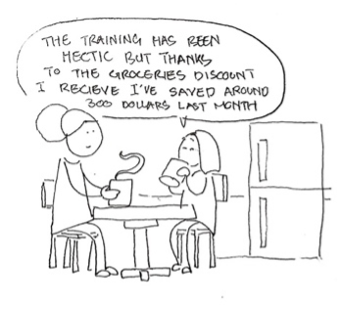 THE TRAINING HAS BEEN
HECTIC BUT THANKS
TO THE GROCERIES DISCOUNT
I RECIEVE I'VE SAVED AROUND
300 DOLLARS LAST MONTH